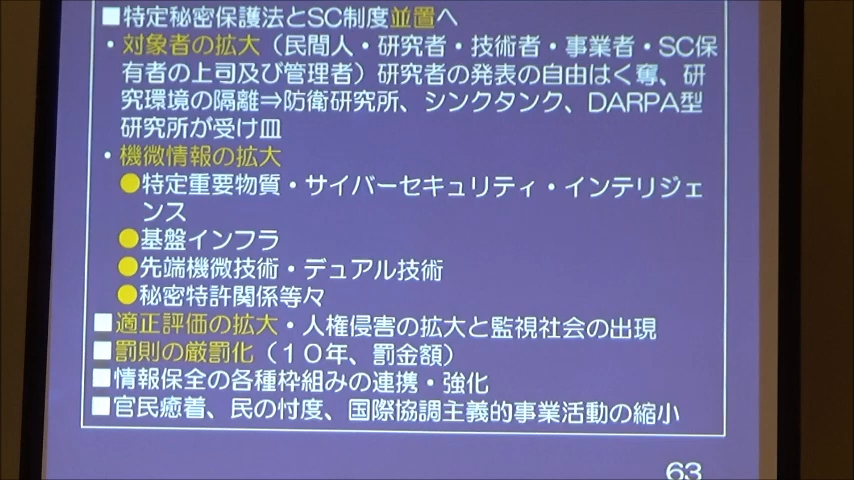 ■特定秘密保護法とSC制度並置へ
・対象者の拡大（民間人・研究者・技術者・事業者・SC保
有者の上司及び管理者）研究者の発表の自由はく奪、研
究環境の隔離⇒防衛研究所、シンクタンク、DARPA型
研究所が受け皿
・機微情報の拡大
●特定重要物質・サイバーセキュリティ・インテリジェ
ンス
●基盤インフラ
●先端機微技術・デュアル技術
●秘密特許関係等々
■適正評価の拡大・人権侵害の拡大と監視社会の出現
■罰則の厳罰化（１０年、罰金額）
■情報保全の各種枠組みの連携・強化
■官民癒着、民の忖度、国際協調主義的事業活動の縮小
63